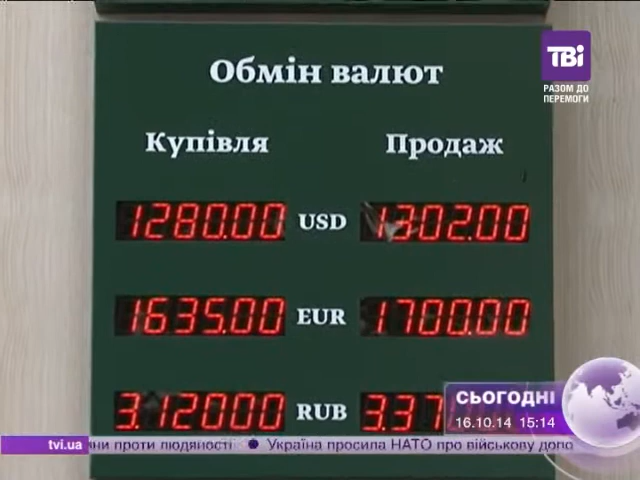 ТВі
РАЗОМ ДО
ПЕРЕМОГИ
Обмін валют
Купівля Продаж
1280.00 USD 1302.00
1635.00 EUR 1700.00
3.12000 RUB
СЬОГОДНІ
16.10.14 15:14
tvi.ua проти людяності Україна просила НАТО про військову